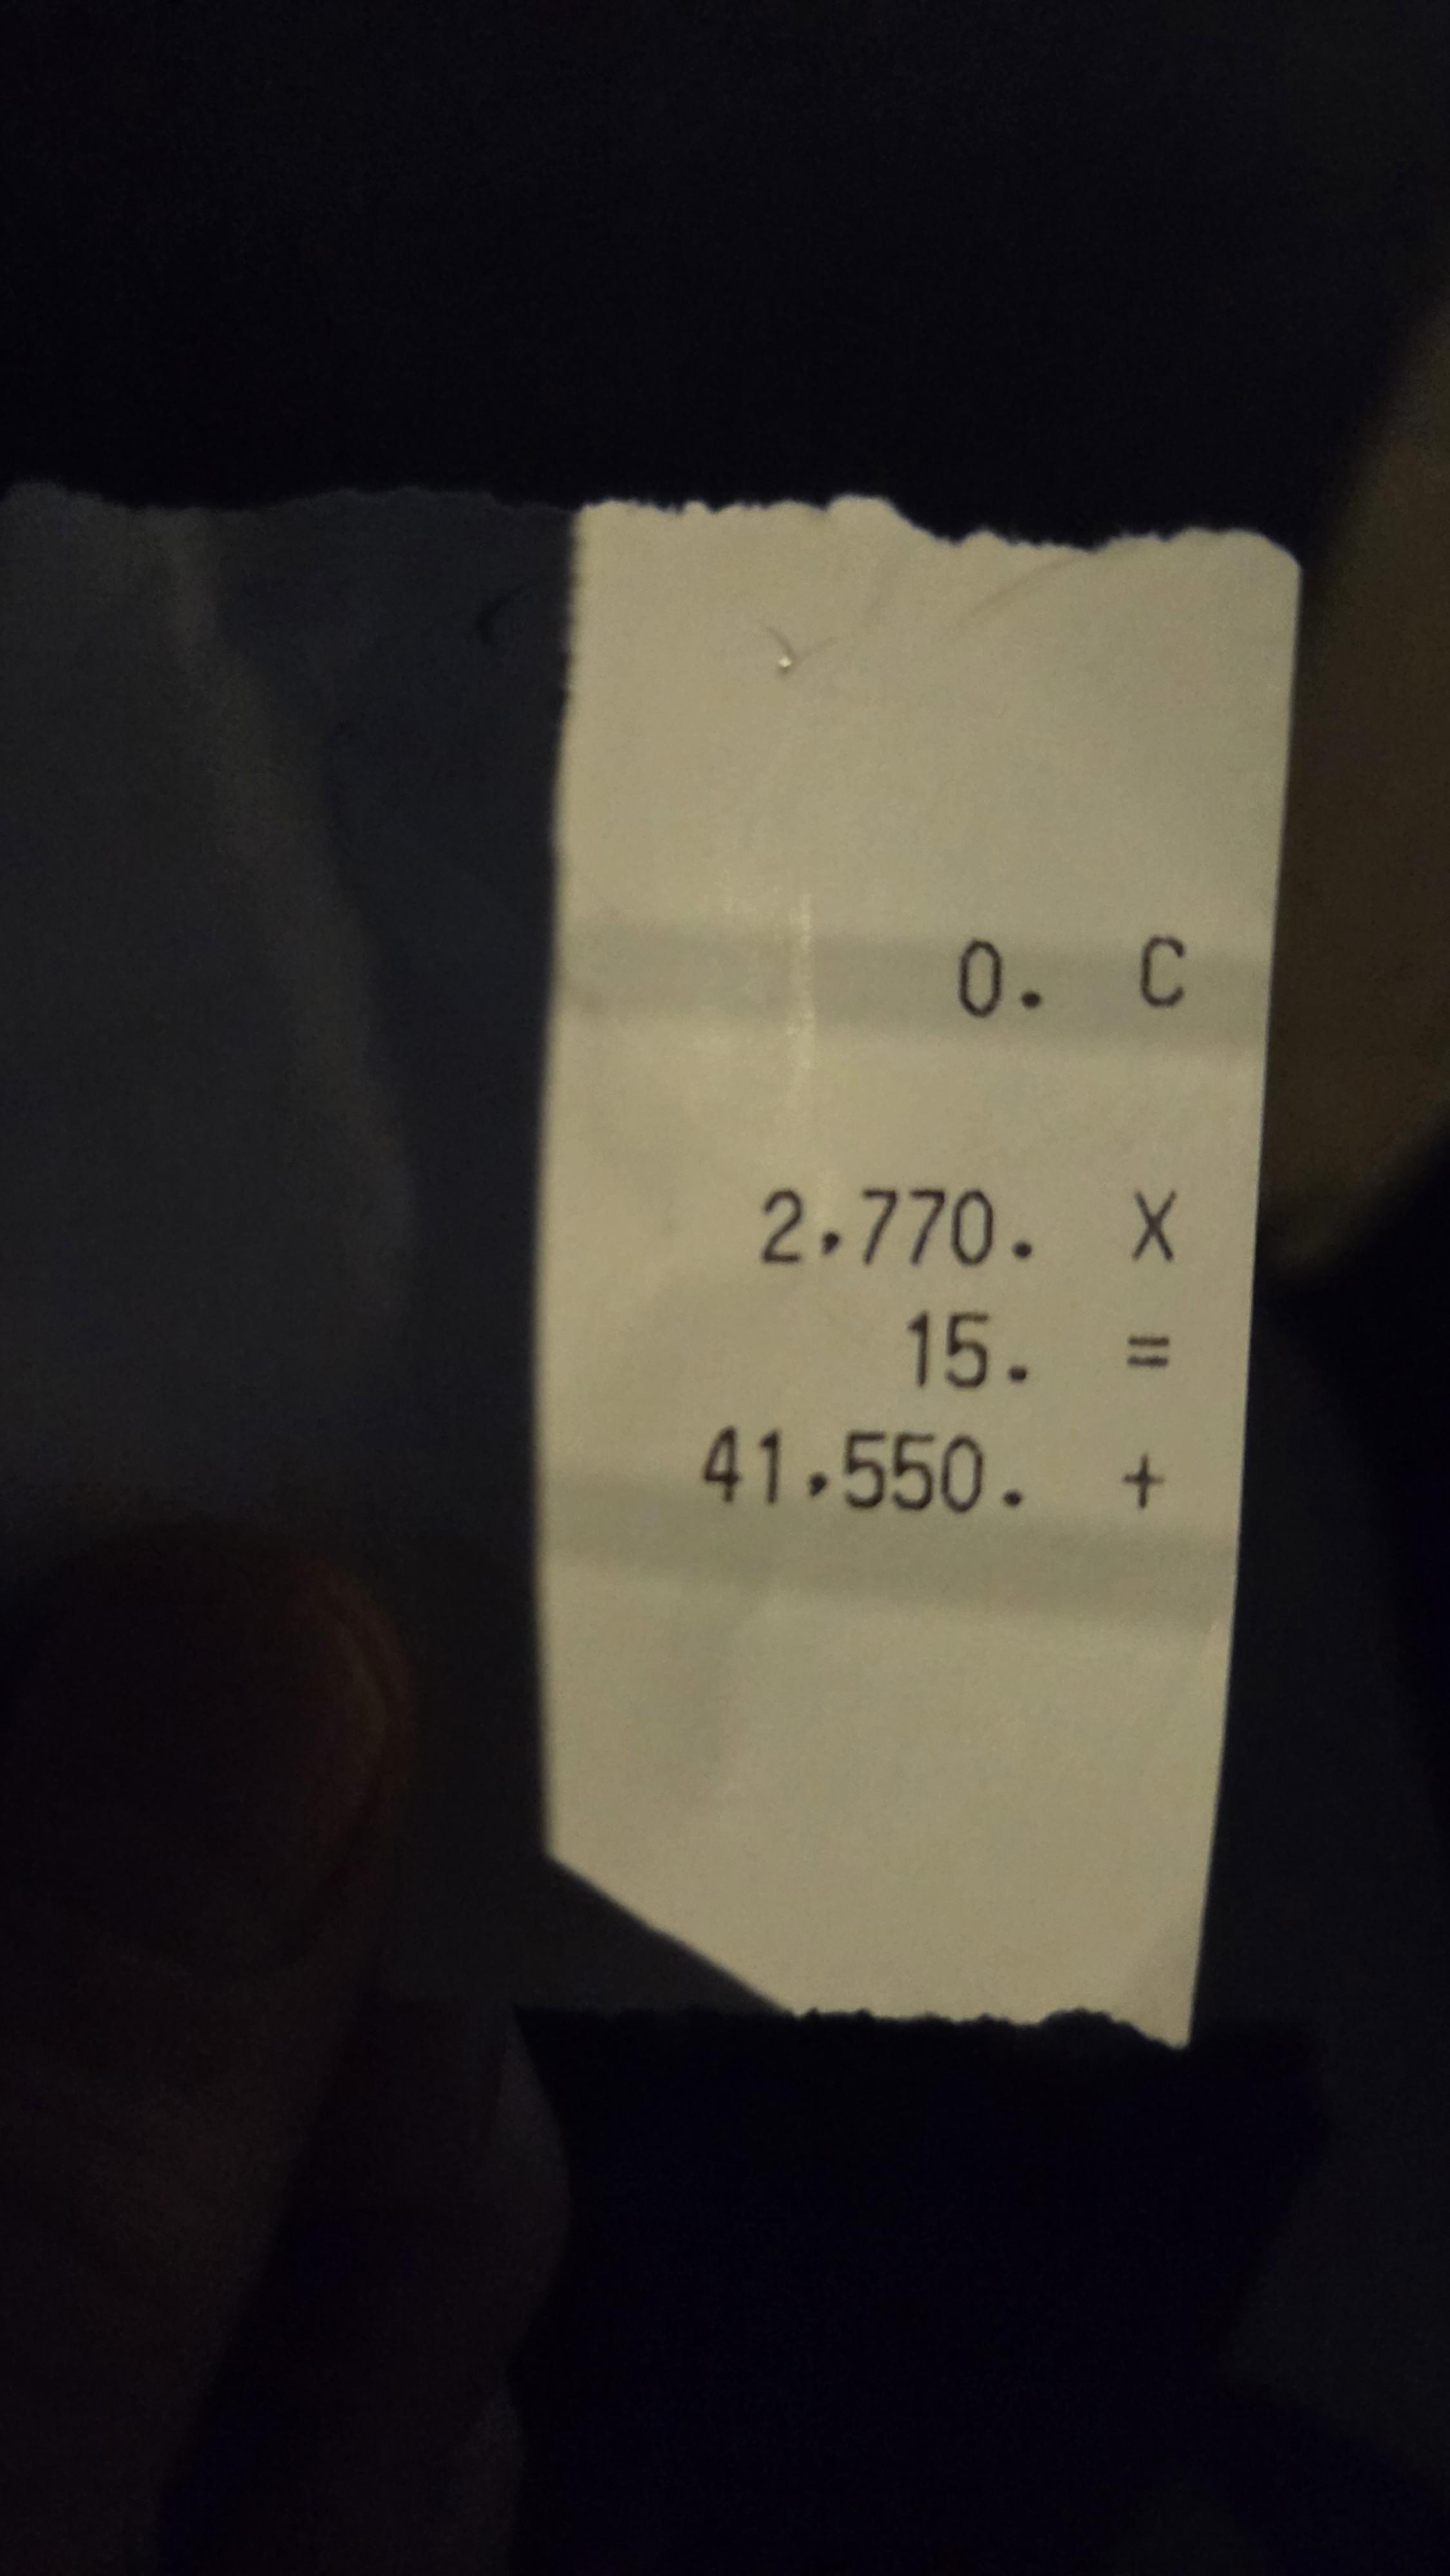 0. C
2,770. X
15. =
41,550. +